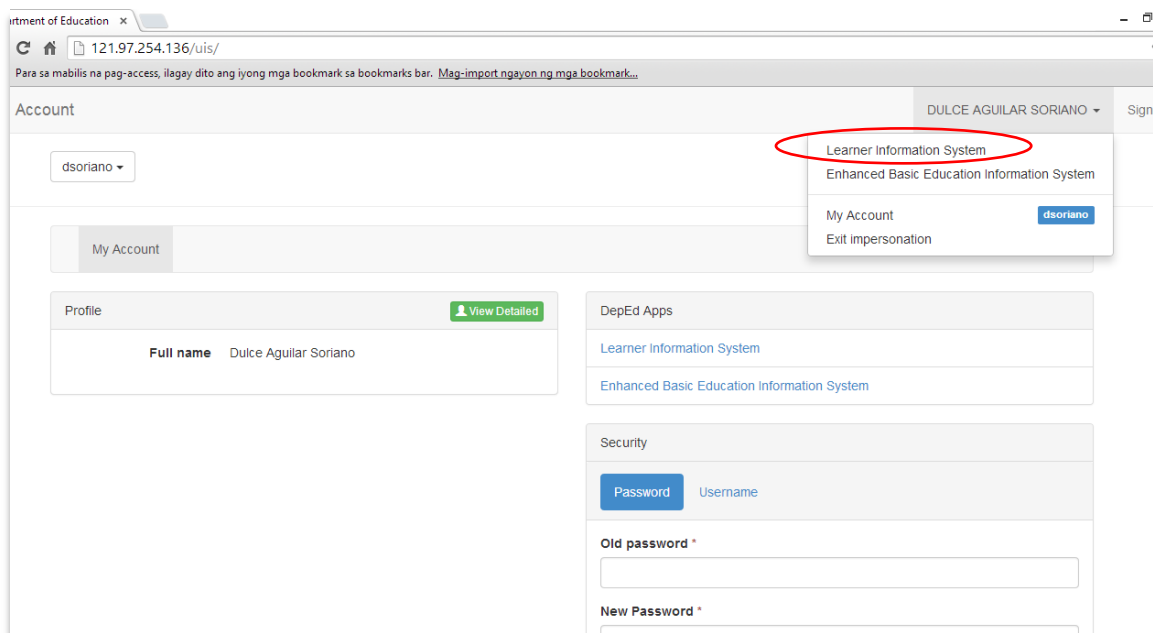 rtment of Education ×
121.97.254.136/uis/
Para sa mabilis na pag-access, ilagay dito ang iyong mga bookmark sa bookmarks bar. Mag-import ngayon ng mga bookmark...
Account
DULCE AGUILAR SORIANO
Sign
dsoriano
Learner Information System
Enhanced Basic Education Information System
My Account
dsoriano
Exit impersonation
My Account
Profile
View Detailed
Full name Dulce Aguilar Soriano
DepEd Apps
Learner Information System
Enhanced Basic Education Information System
Security
Password
Username
Old password *
New Password *